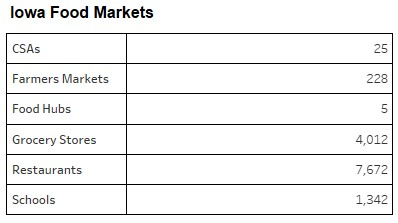 Iowa Food Markets
CSAs 25
Farmers Markets 228
Food Hubs 5
Grocery Stores 4,012
Restaurants 7,672
Schools 1,342